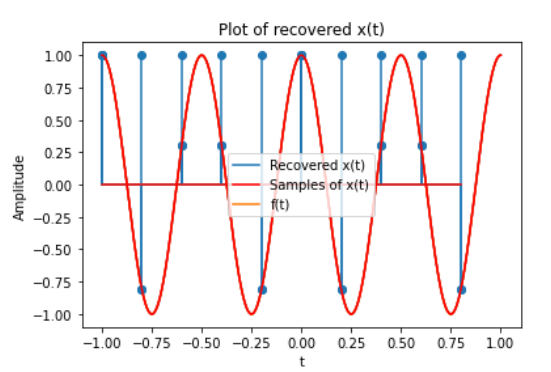 Plot of recovered x(t)
1.00
0.75
0.50
0.25
0.00
−0.25
−0.50
−0.75
−1.00
Amplitude
Recovered x(t)
Samples of x(t)
f(t)
−1.00 −0.75 −0.50 −0.25 0.00 0.25 0.50 0.75 1.00
t